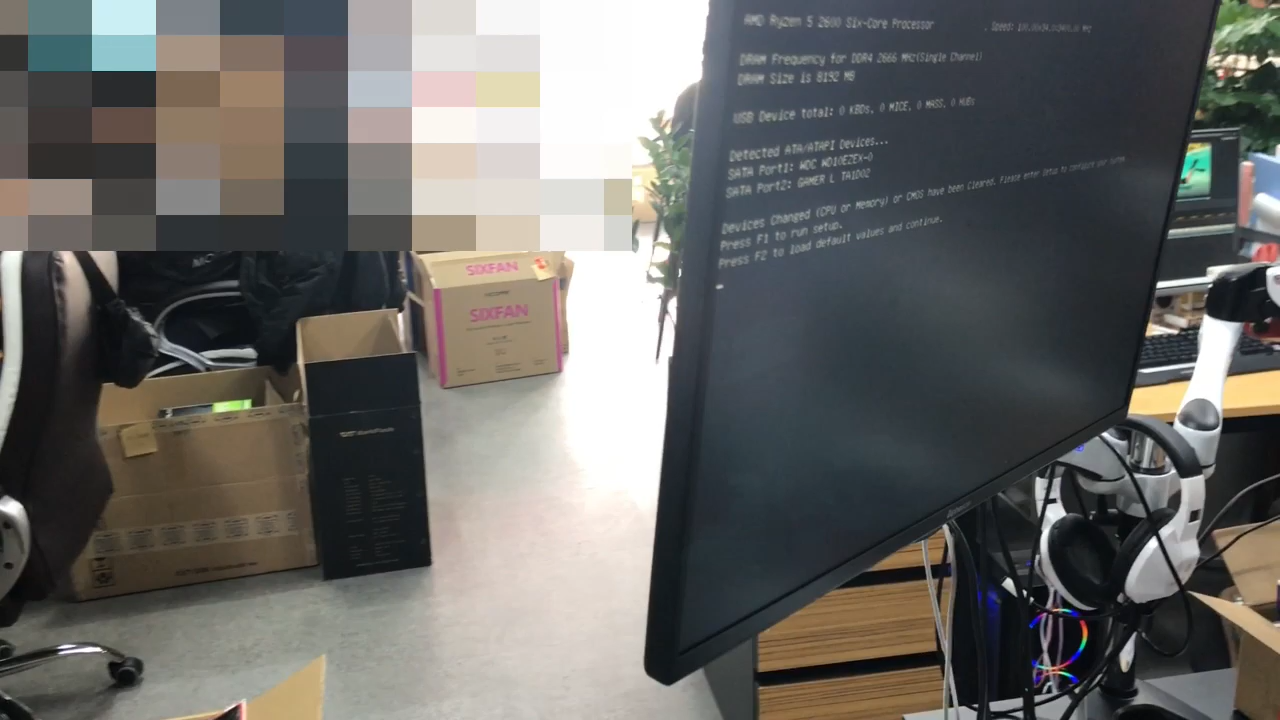 AMD Ryzen 5 2600 Six-Core Processor
DRAM Frequency for DDR4 2666 MHz(Single Channel)
DRAM Size is 8192 MB
USB Device total: 0 KBDs, 0 MICE, 0 MASS, 0 HUBs
Detected ATA/ATAPI Devices...
SATA Port1: WDC WD10EZEX-0
SATA Port2: GAMER L TA1D02
Devices Changed (CPU or Memory) or CMOS have been Cleared. Please enter Setup to configure your System.
Press F1 to run setup.
Press F2 to load default values and continue.
SIXFAN
SIXFAN